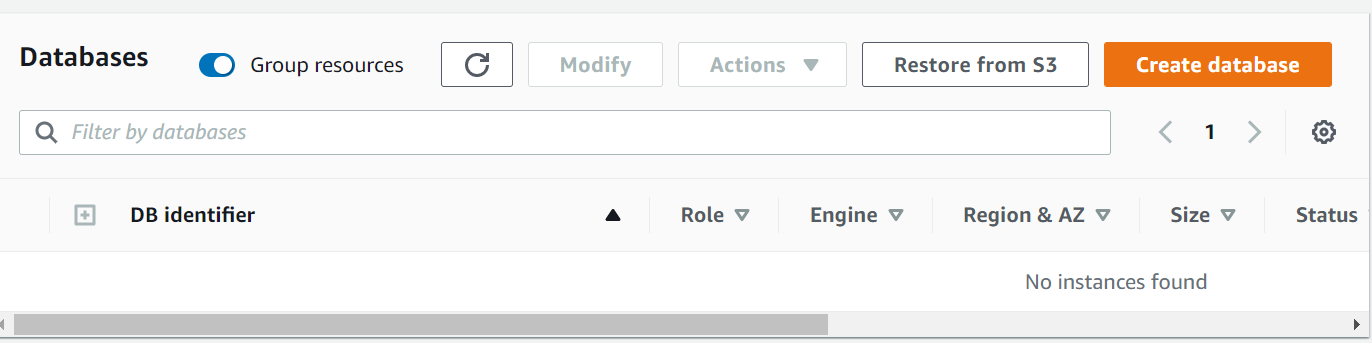 Databases
Group resources
Modify
Actions
Restore from S3
Create database
Filter by databases
1
DB identifier
Role
Engine
Region & AZ
Size
Status
No instances found